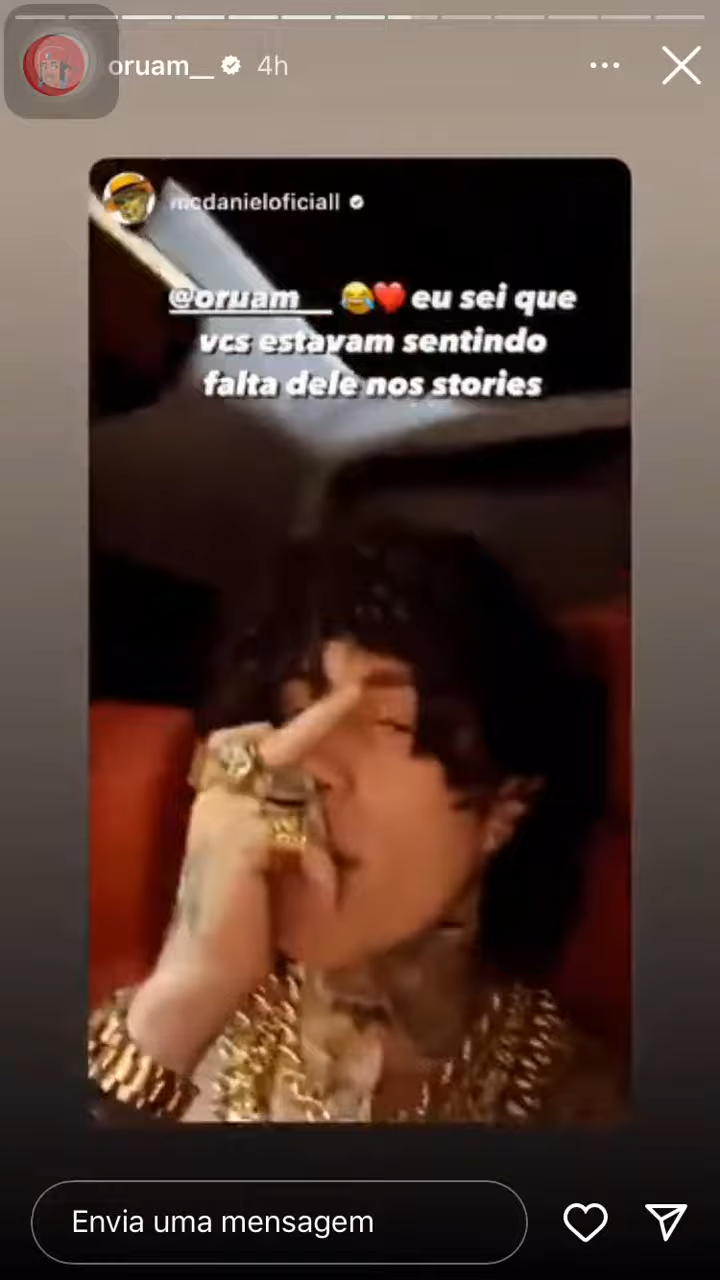 oruam__ 4h
mcdanieloficiall
@oruam__ 😂❤️ eu sei que
vcs estavam sentindo
falta dele nos stories
Envia uma mensagem